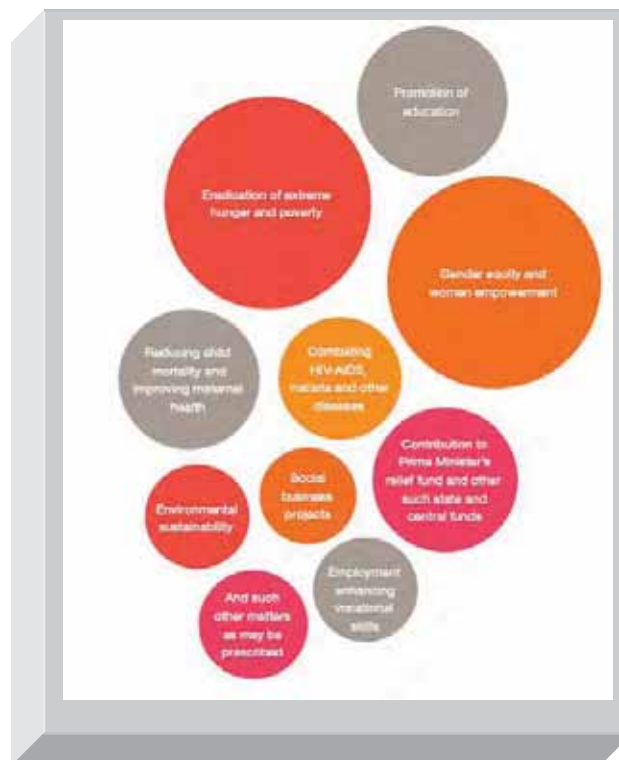 Promotion of
education
Eradication of extreme
hunger and poverty
Gender equity and
women empowerment
Reducing child
mortality and
improving maternal
health
Combating
HIV-AIDS,
malaria and other
diseases
Contribution to
Prime Minister's
relief fund and other
such state and
central funds
Social
business
projects
Environmental
sustainability
Employment
enhancing
vocational
skills
And such
other matters
as may be
prescribed